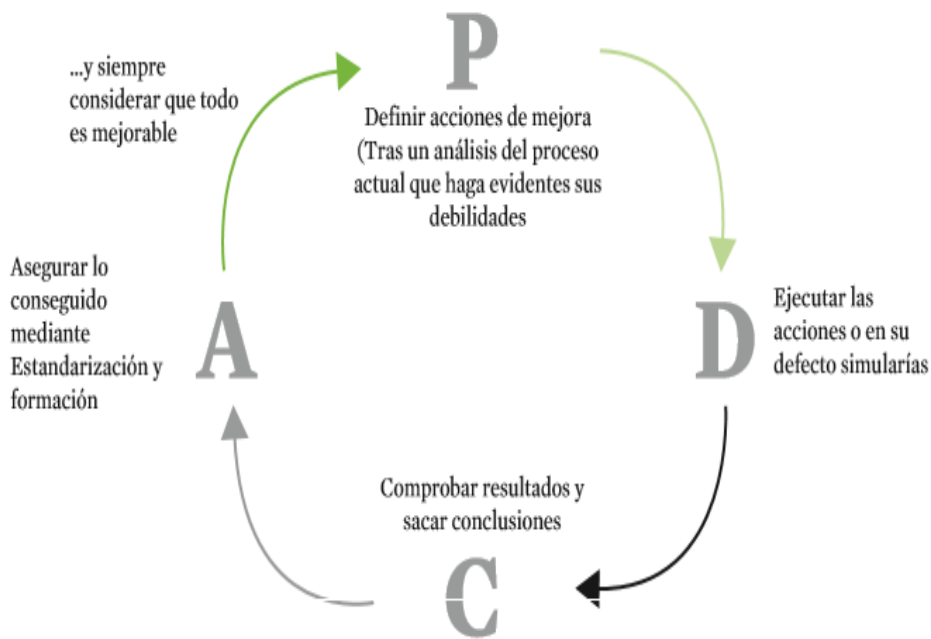 P
Definir acciones de mejora
(Tras un análisis del proceso
actual que haga evidentes sus
debilidades
D
Ejecutar las
acciones o en su
defecto simularías
Comprobar resultados y
sacar conclusiones
C
A
Asegurar lo
conseguido
mediante
Estandarización y
formación
...y siempre
considerar que todo
es mejorable